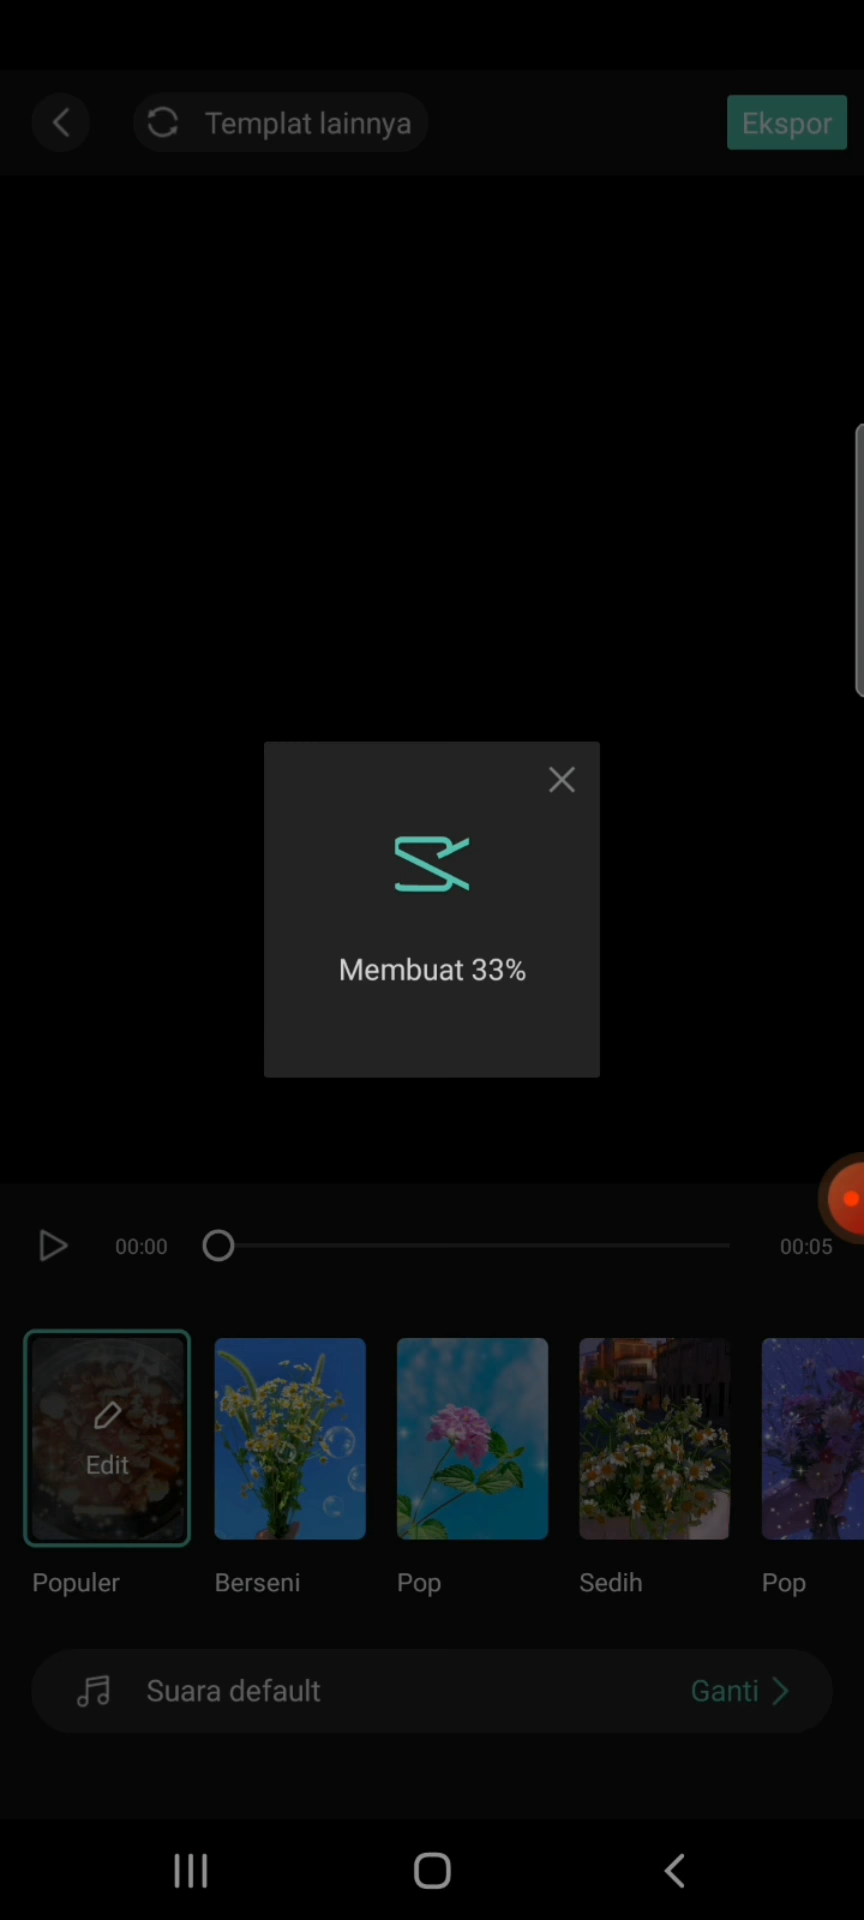 Templat lainnya
Ekspor
Membuat 33%
00:00
00:05
Edit
Populer
Berseni
Pop
Sedih
Pop
Suara default
Ganti